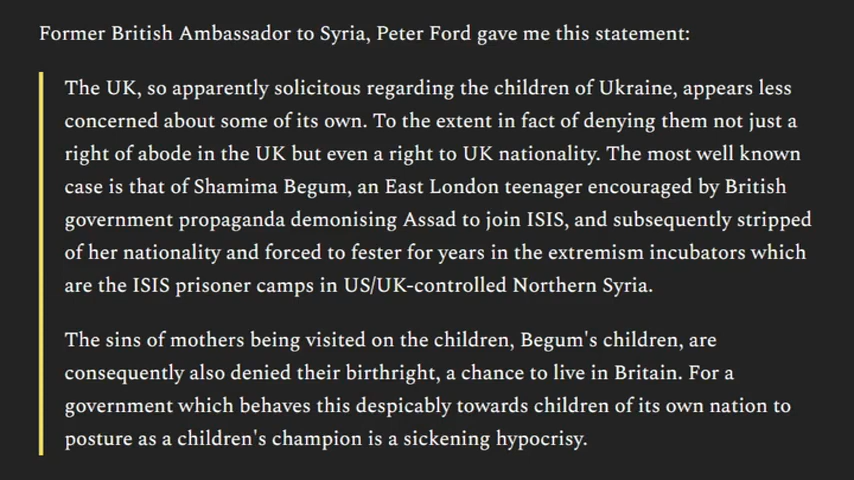 Former British Ambassador to Syria, Peter Ford gave me this statement:
The UK, so apparently solicitous regarding the children of Ukraine, appears less
concerned about some of its own. To the extent in fact of denying them not just a
right of abode in the UK but even a right to UK nationality. The most well known
case is that of Shamima Begum, an East London teenager encouraged by British
government propaganda demonising Assad to join ISIS, and subsequently stripped
of her nationality and forced to fester for years in the extremism incubators which
are the ISIS prisoner camps in US/UK-controlled Northern Syria.
The sins of mothers being visited on the children, Begum's children, are
consequently also denied their birthright, a chance to live in Britain. For a
government which behaves this despicably towards children of its own nation to
posture as a children's champion is a sickening hypocrisy.